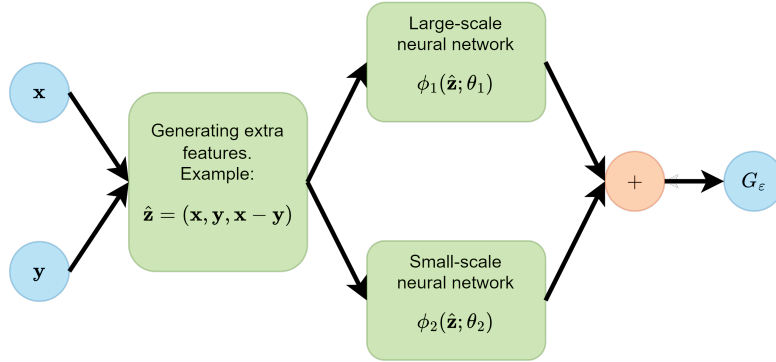 x
y
Generating extra
features.
Example:
ẑ = (x, y, x − y)
Large-scale
neural network
ϕ₁(ẑ; θ₁)
Small-scale
neural network
ϕ₂(ẑ; θ₂)
+
G_ε